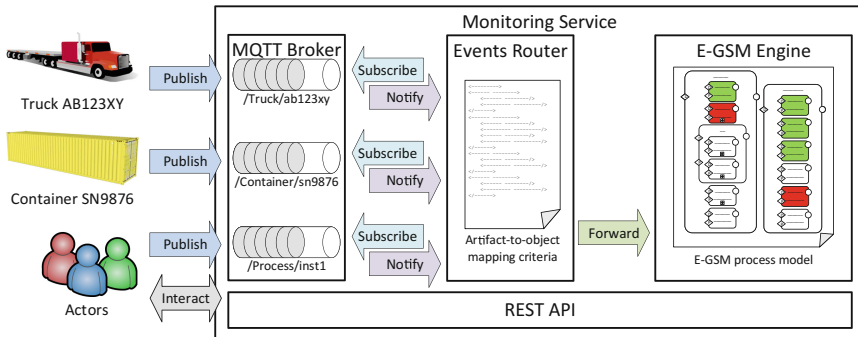 Monitoring Service
MQTT Broker
Events Router
E-GSM Engine
Truck AB123XY
Publish
/Truck/ab123xy
Subscribe
Notify
Container SN9876
Publish
/Container/sn9876
Subscribe
Notify
Actors
Publish
/Process/inst1
Subscribe
Notify
Artifact-to-object
mapping criteria
Forward
E-GSM process model
Interact
REST API